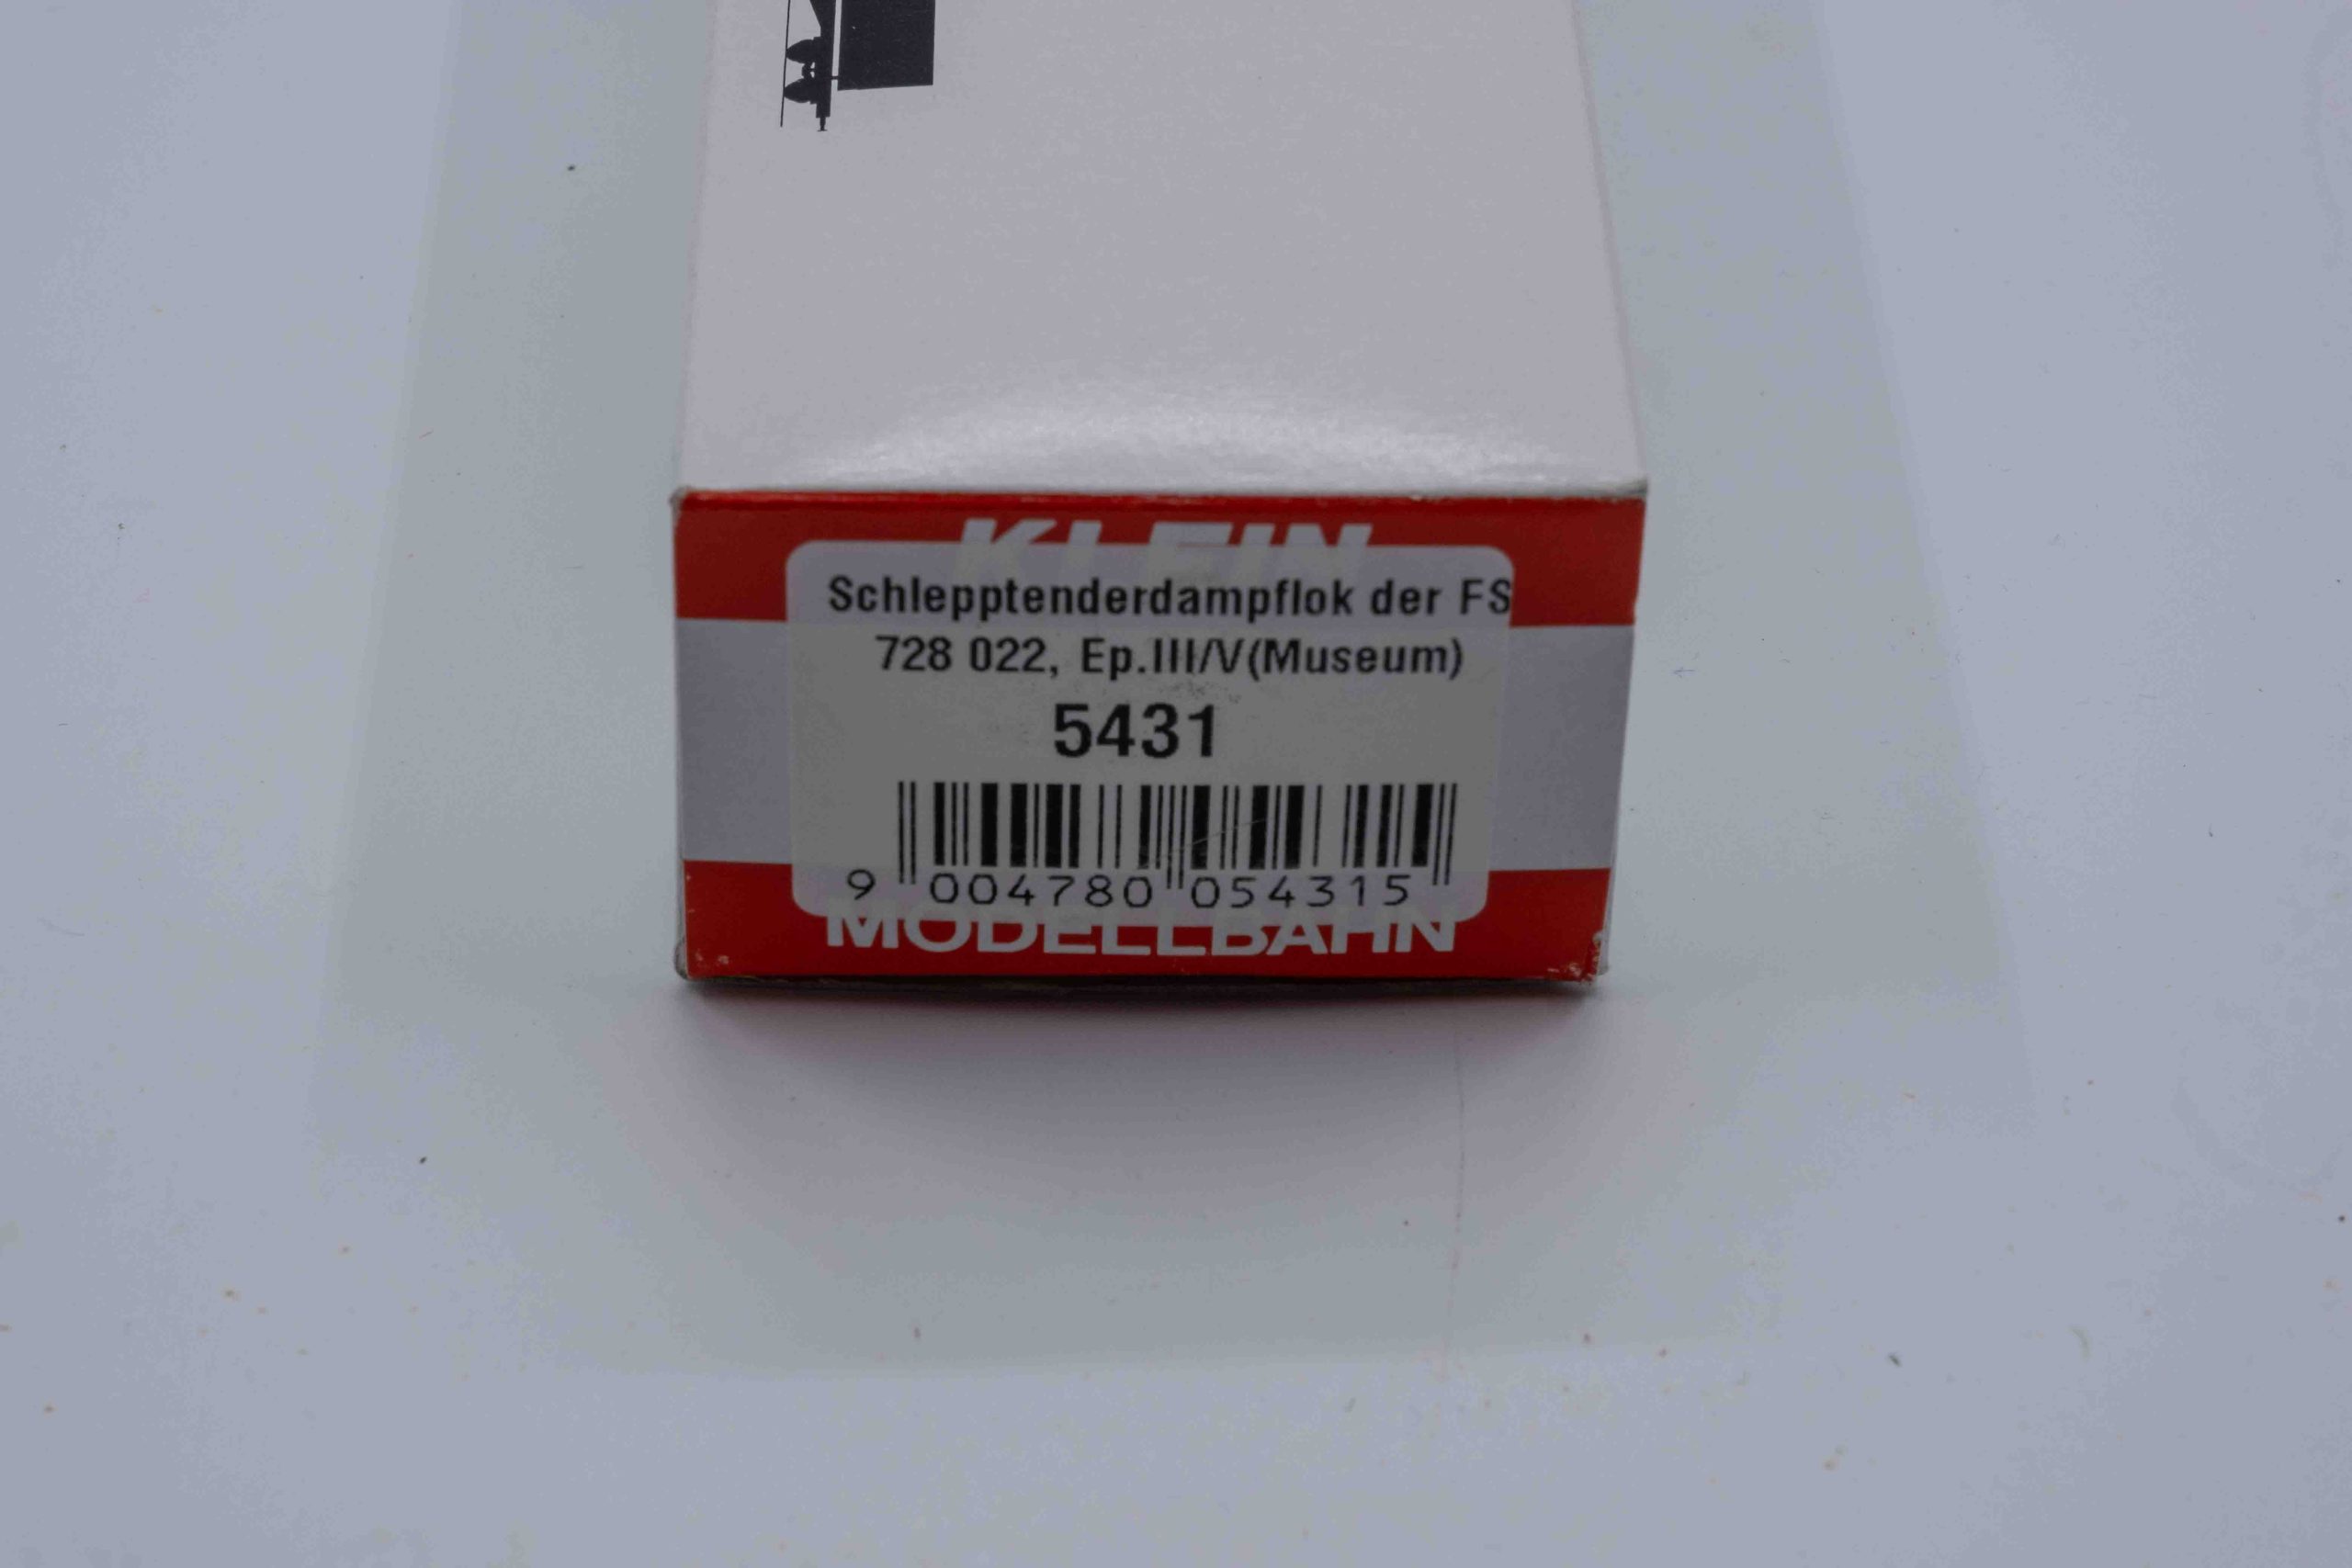 KLEIN
Schlepptenderdampflok der FS
728 022, Ep.III/V(Museum)
5431
9 004780 054315
MODELLBAHN